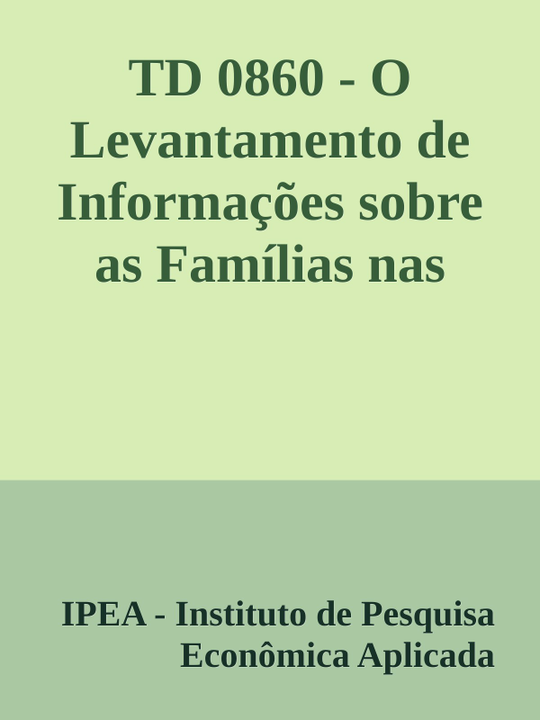 TD 0860 - O
Levantamento de
Informações sobre
as Famílias nas
IPEA - Instituto de Pesquisa
Econômica Aplicada